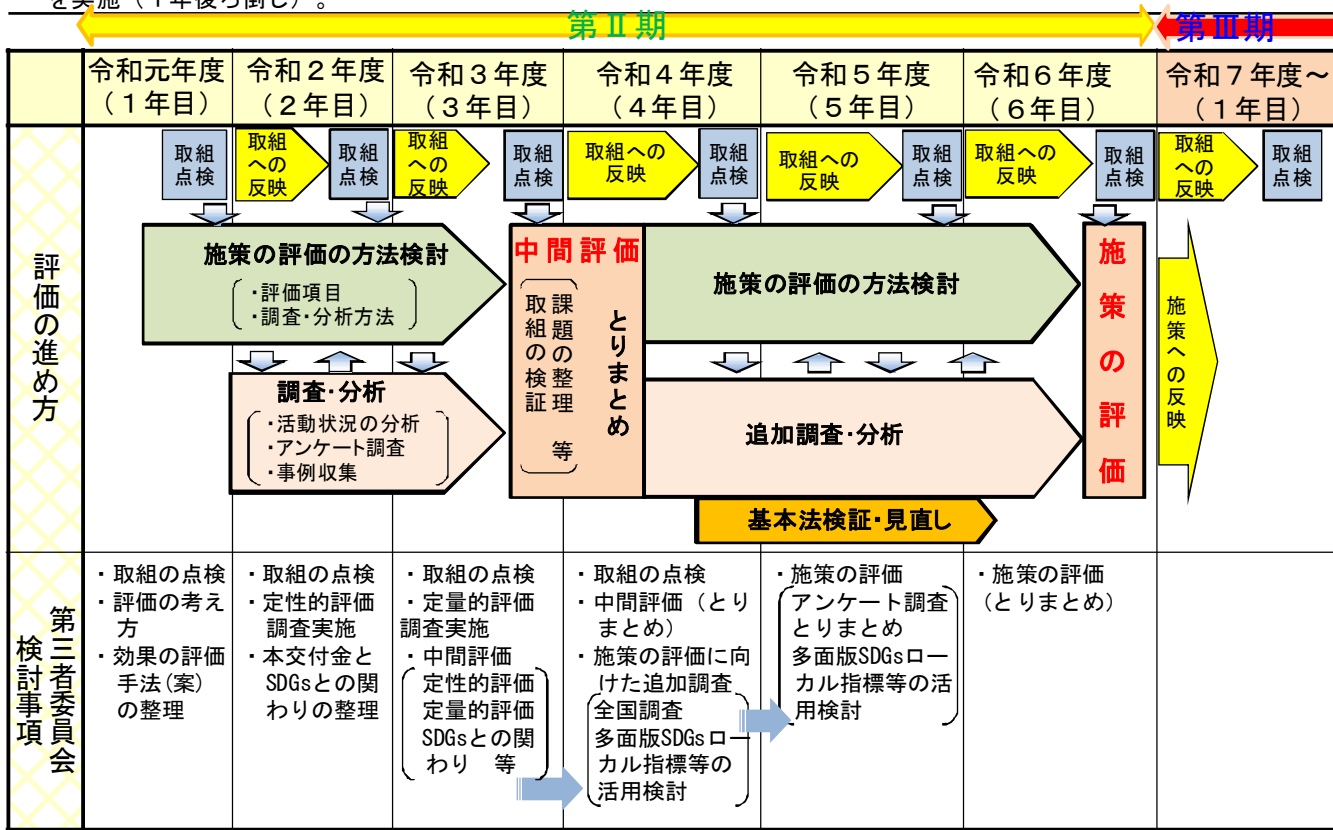 を実施（１年後ろ倒し）。
第Ⅱ期
第Ⅲ期
令和元年度
（１年目）
令和２年度
（２年目）
令和３年度
（３年目）
令和４年度
（４年目）
令和５年度
（５年目）
令和６年度
（６年目）
令和７年度～
（１年目）
評価の進め方
取組
点検
取組
への
反映
取組
点検
取組
への
反映
取組
点検
取組への
反映
取組
点検
取組への
反映
取組
点検
取組への
反映
取組
点検
取組
への
反映
取組
点検
施策の評価の方法検討
・評価項目
・調査・分析方法
調査・分析
・活動状況の分析
・アンケート調査
・事例収集
中間評価
とりまとめ
課題の整理　等
取組の検証
施策の評価の方法検討
追加調査・分析
基本法検証・見直し
施策の評価
施策への反映
第三者委員会
検討事項
・取組の点検
・評価の考え
方
・効果の評価
手法(案)
の整理
・取組の点検
・定性的評価
調査実施
・本交付金と
SDGsとの関
わりの整理
・取組の点検
・定量的評価
調査実施
・中間評価
定性的評価
定量的評価
SDGsとの関
わり　等
・取組の点検
・中間評価（とり
まとめ）
・施策の評価に向
けた追加調査
全国調査
多面版SDGsロー
カル指標等の
活用検討
・施策の評価
アンケート調査
とりまとめ
多面版SDGsロー
カル指標等の活
用検討
・施策の評価
（とりまとめ）